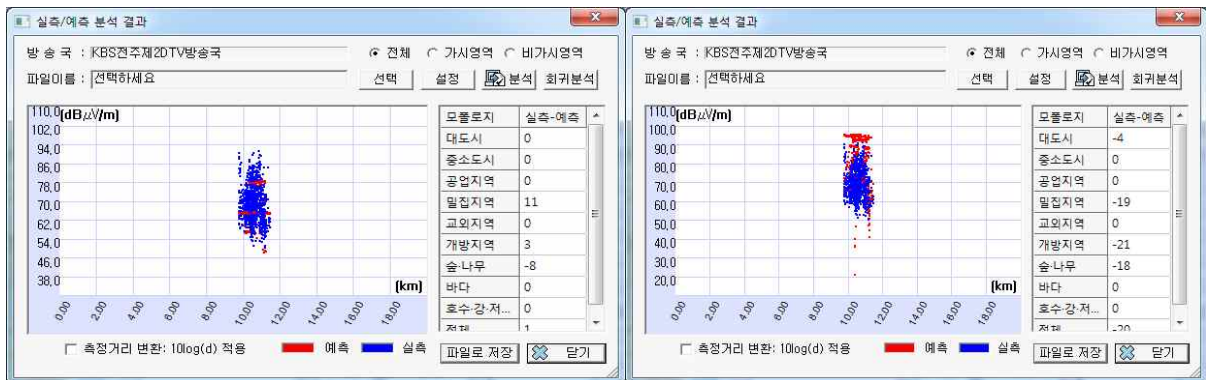 실측/예측 분석 결과
방 송 국 : KBS전주제2DTV방송국 전체 가시영역 비가시영역
파일이름 : 선택하세요 선택 설정 분석 회귀분석
110,0 (dBμV/m)
102,0
94,0
86,0
78,0
70,0
62,0
54,0
46,0
38,0
(km)
0,00 2,00 4,00 6,00 8,00 10,00 12,00 14,00 16,00 18,00
모폴로지 실측-예측
대도시 0
중소도시 0
공업지역 0
밀집지역 11
교외지역 0
개방지역 3
숲·나무 -8
바다 0
호수·강·저... 0
전체 1
측정거리 변환: 10log(d) 적용 예측 실측 파일로 저장 닫기
실측/예측 분석 결과
방 송 국 : KBS전주제2DTV방송국 전체 가시영역 비가시영역
파일이름 : 선택하세요 선택 설정 분석 회귀분석
110,0 (dBμV/m)
100,0
90,0
80,0
70,0
60,0
50,0
40,0
30,0
20,0
(km)
0,00 2,00 4,00 6,00 8,00 10,00 12,00 14,00 16,00 18,00
모폴로지 실측-예측
대도시 -4
중소도시 0
공업지역 0
밀집지역 -19
교외지역 0
개방지역 -21
숲·나무 -18
바다 0
호수·강·저... 0
전체 -20
측정거리 변환: 10log(d) 적용 예측 실측 파일로 저장 닫기